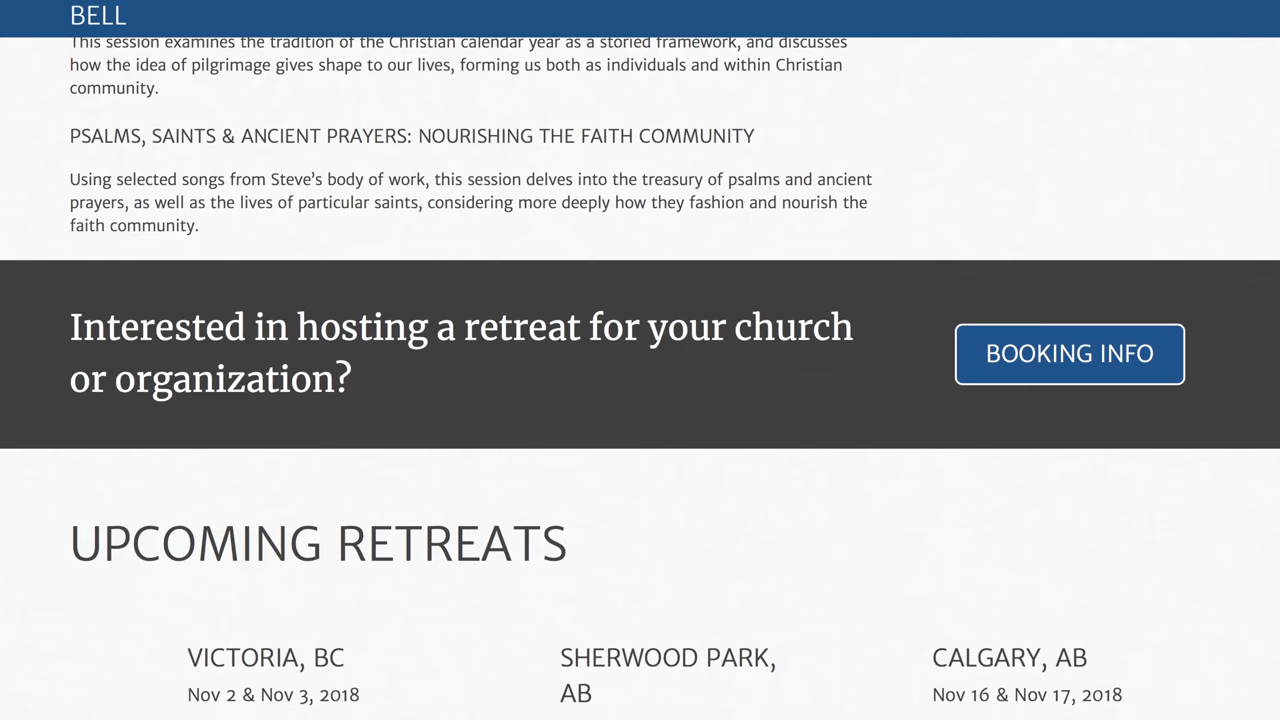 BELL
This session examines the tradition of the Christian calendar year as a storied framework, and discusses
how the idea of pilgrimage gives shape to our lives, forming us both as individuals and within Christian
community.
PSALMS, SAINTS & ANCIENT PRAYERS: NOURISHING THE FAITH COMMUNITY
Using selected songs from Steve’s body of work, this session delves into the treasury of psalms and ancient
prayers, as well as the lives of particular saints, considering more deeply how they fashion and nourish the
faith community.
Interested in hosting a retreat for your church
or organization?
BOOKING INFO
UPCOMING RETREATS
VICTORIA, BC
Nov 2 & Nov 3, 2018
SHERWOOD PARK,
AB
CALGARY, AB
Nov 16 & Nov 17, 2018